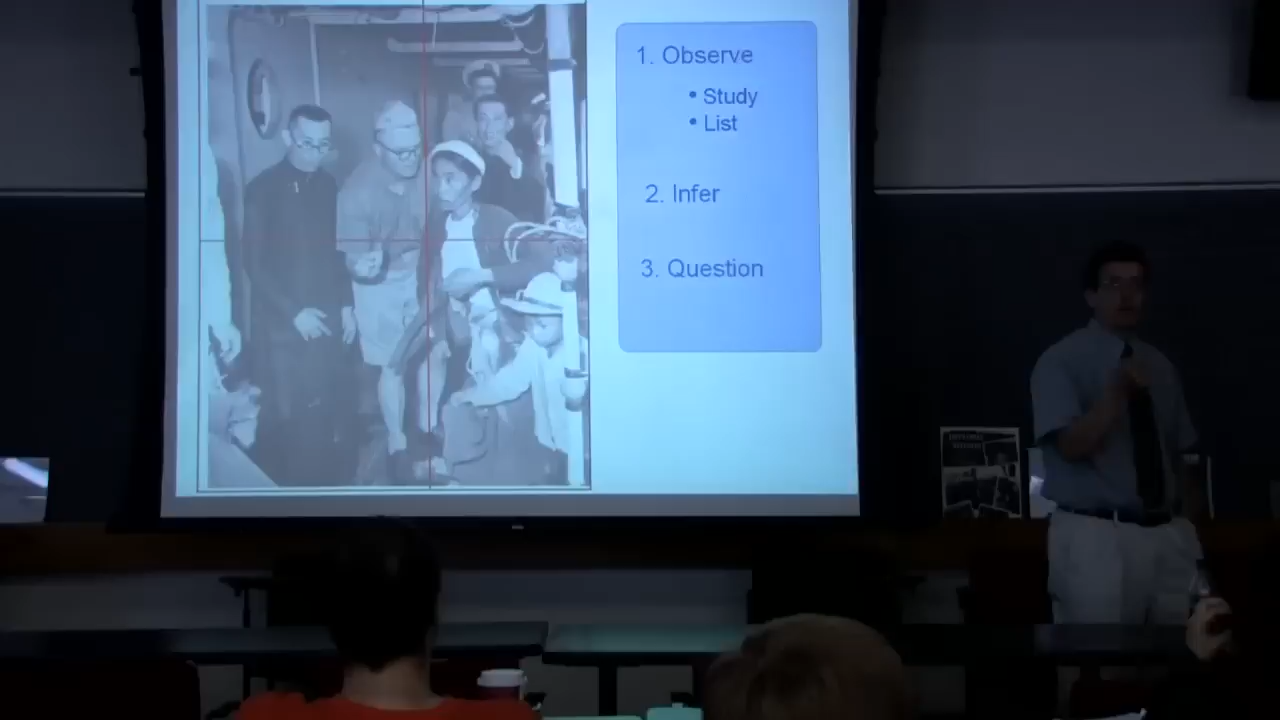 1. Observe
• Study
• List
2. Infer
3. Question